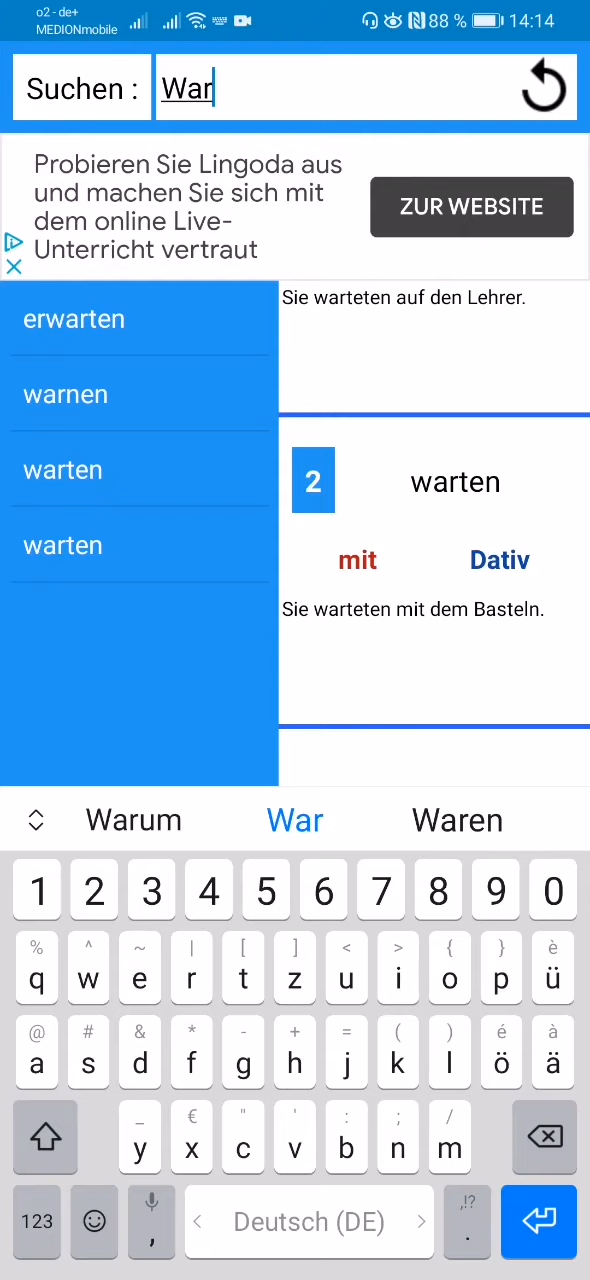 o2 - de+
MEDIONmobile
88 % 14:14
Suchen : War
Probieren Sie Lingoda aus
und machen Sie sich mit
dem online Live-
Unterricht vertraut
ZUR WEBSITE
erwarten
warnen
warten
warten
Sie warteten auf den Lehrer.
2 warten
mit Dativ
Sie warteten mit dem Basteln.
Warum War Waren
1 2 3 4 5 6 7 8 9 0
% ^ ~ | [ ] < > { } è
q w e r t z u i o p ü
@ # & * - + = ( ) é à
a s d f g h j k l ö ä
_ € " ' : ; /
y x c v b n m
123 , < Deutsch (DE) > ,!? .